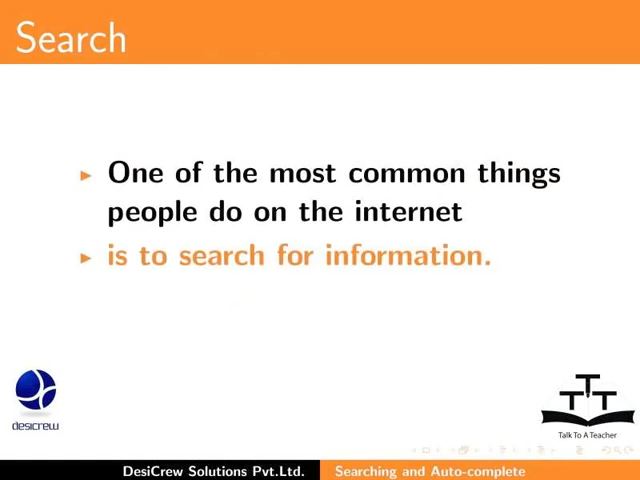 Search
One of the most common things
people do on the internet
is to search for information.
desicrew
TTT
Talk To A Teacher
DesiCrew Solutions Pvt.Ltd.
Searching and Auto-complete